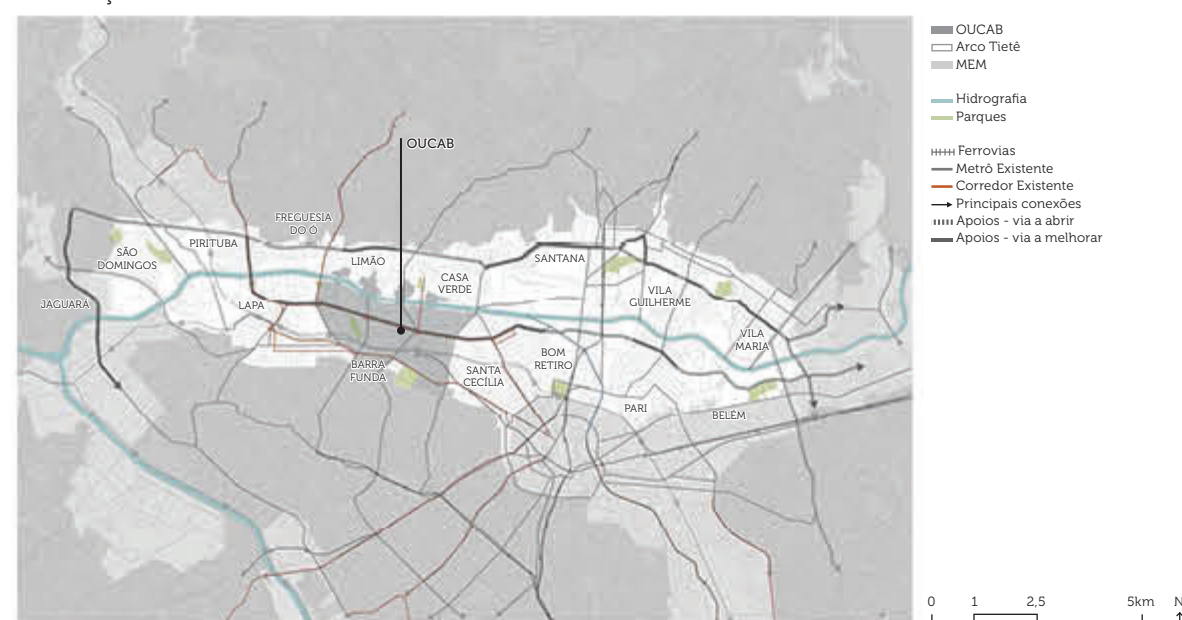 OUCAB
Arco Tietê
MEM
Hidrografia
Parques
Ferrovias
Metrô Existente
Corredor Existente
Principais conexões
Apoios - via a abrir
Apoios - via a melhorar
OUCAB
FREGUESIA
DO Ó
PIRITUBA
SÃO
DOMINGOS
LIMÃO
SANTANA
CASA
VERDE
VILA
GUILHERME
JAGUARÁ
LAPA
VILA
MARIA
BOM
RETIRO
BARRA
FUNDA
SANTA
CECÍLIA
PARI
BELÉM
0 1 2,5 5km N